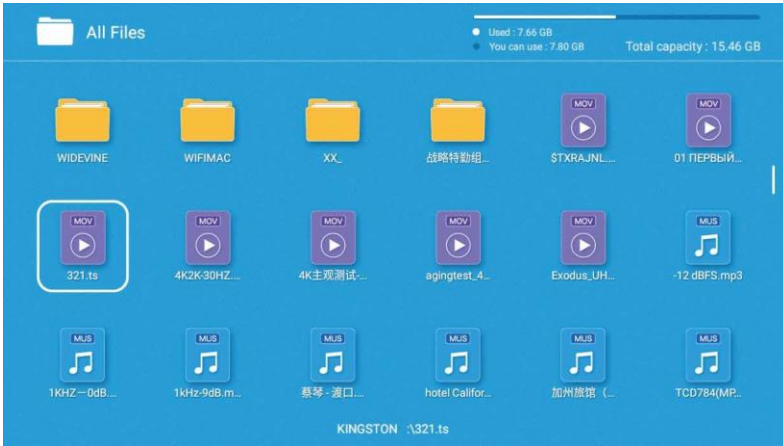 All Files
Used : 7.66 GB
You can use : 7.80 GB
Total capacity : 15.46 GB
MOV
MOV
WIDEVINE
WIFIMAC
XX_
战略特勤组...
$TXRAJNL....
01 ПЕРВЫЙ...
MOV
MOV
MOV
MOV
MOV
MUS
321.ts
4K2K-30HZ....
4K主观测试-...
agingtest_4...
Exodus_UH...
-12 dBFS.mp3
MUS
MUS
MUS
MUS
MUS
MUS
1KHZ－0dB....
1kHz-9dB.m...
蔡琴 - 渡口....
hotel Califor...
加州旅馆（...
TCD784(MP...
KINGSTON :\321.ts